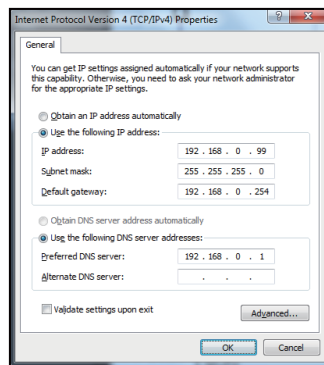 Internet Protocol Version 4 (TCP/IPv4) Properties
General
You can get IP settings assigned automatically if your network supports
this capability. Otherwise, you need to ask your network administrator
for the appropriate IP settings.
Obtain an IP address automatically
Use the following IP address:
IP address: 192 . 168 . 0 . 99
Subnet mask: 255 . 255 . 255 . 0
Default gateway: 192 . 168 . 0 . 254
Obtain DNS server address automatically
Use the following DNS server addresses:
Preferred DNS server: 192 . 168 . 0 . 1
Alternate DNS server: . . .
Validate settings upon exit
Advanced...
OK Cancel